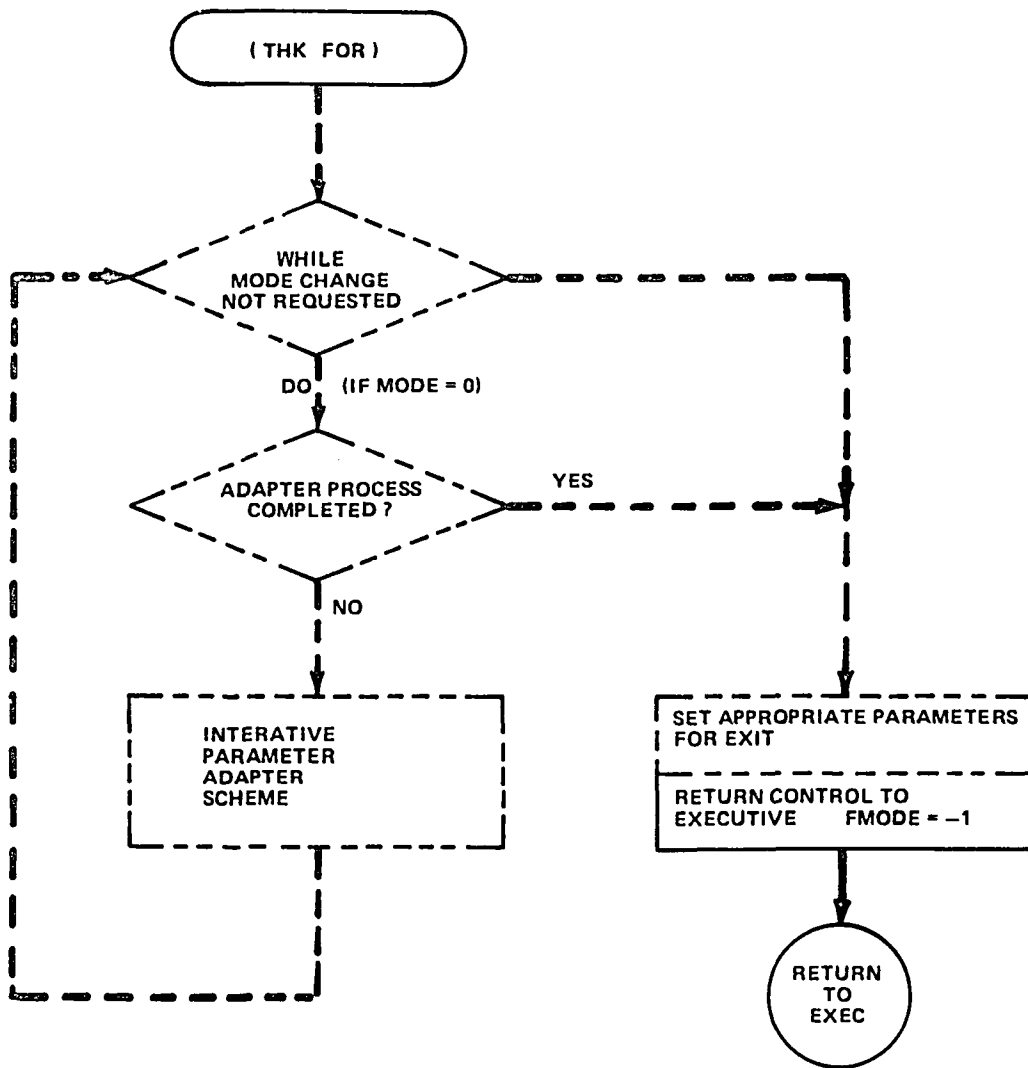 ( THK FOR )
WHILE
MODE CHANGE
NOT REQUESTED
DO (IF MODE = 0)
ADAPTER PROCESS
COMPLETED ?
YES
NO
INTERATIVE
PARAMETER
ADAPTER
SCHEME
SET APPROPRIATE PARAMETERS
FOR EXIT
RETURN CONTROL TO
EXECUTIVE FMODE = −1
RETURN
TO
EXEC